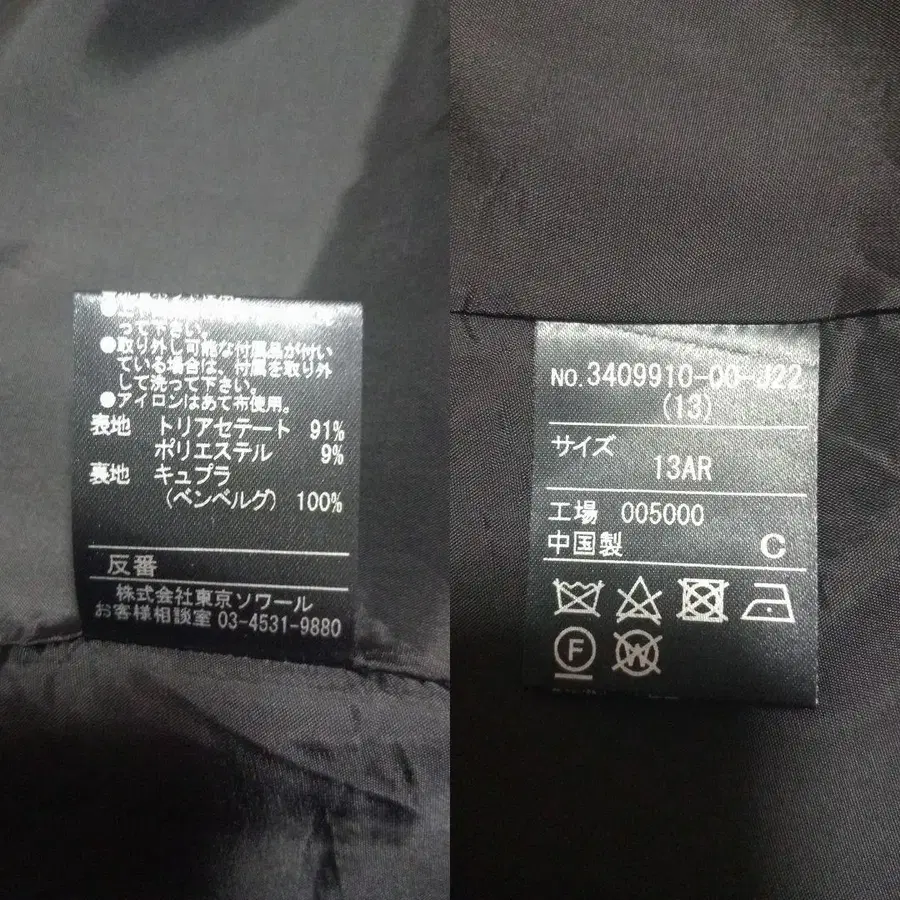 って下さい。
●取り外し可能な付属品が付い
ている場合は、付属を取り外
して洗って下さい。
●アイロンはあて布使用。
表地 トリアセテート 91%
ポリエステル 9%
裏地 キュプラ
(ベンベルグ) 100%
反番
株式会社東京ソワール
お客様相談室 03-4531-9880
NO. 3409910-00-J22
(13)
サイズ
13AR
工場 005000
中国製 C
F W